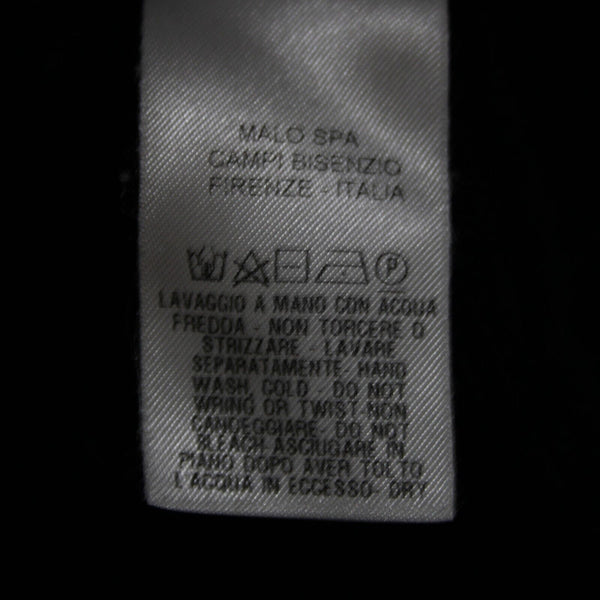 MALO SPA
CAMPI BISENZIO
FIRENZE - ITALIA
P
LAVAGGIO A MANO CON ACQUA
FREDDA - NON TORCERE O
STRIZZARE - LAVARE
SEPARATAMENTE- HAND
WASH, COLD - DO NOT
WRING OR TWIST-NON
CANDEGGIARE, DO NOT
BLEACH,ASCIUGARE IN
PIANO DOPO AVER TOLTO
L'ACQUA IN ECCESSO- DRY